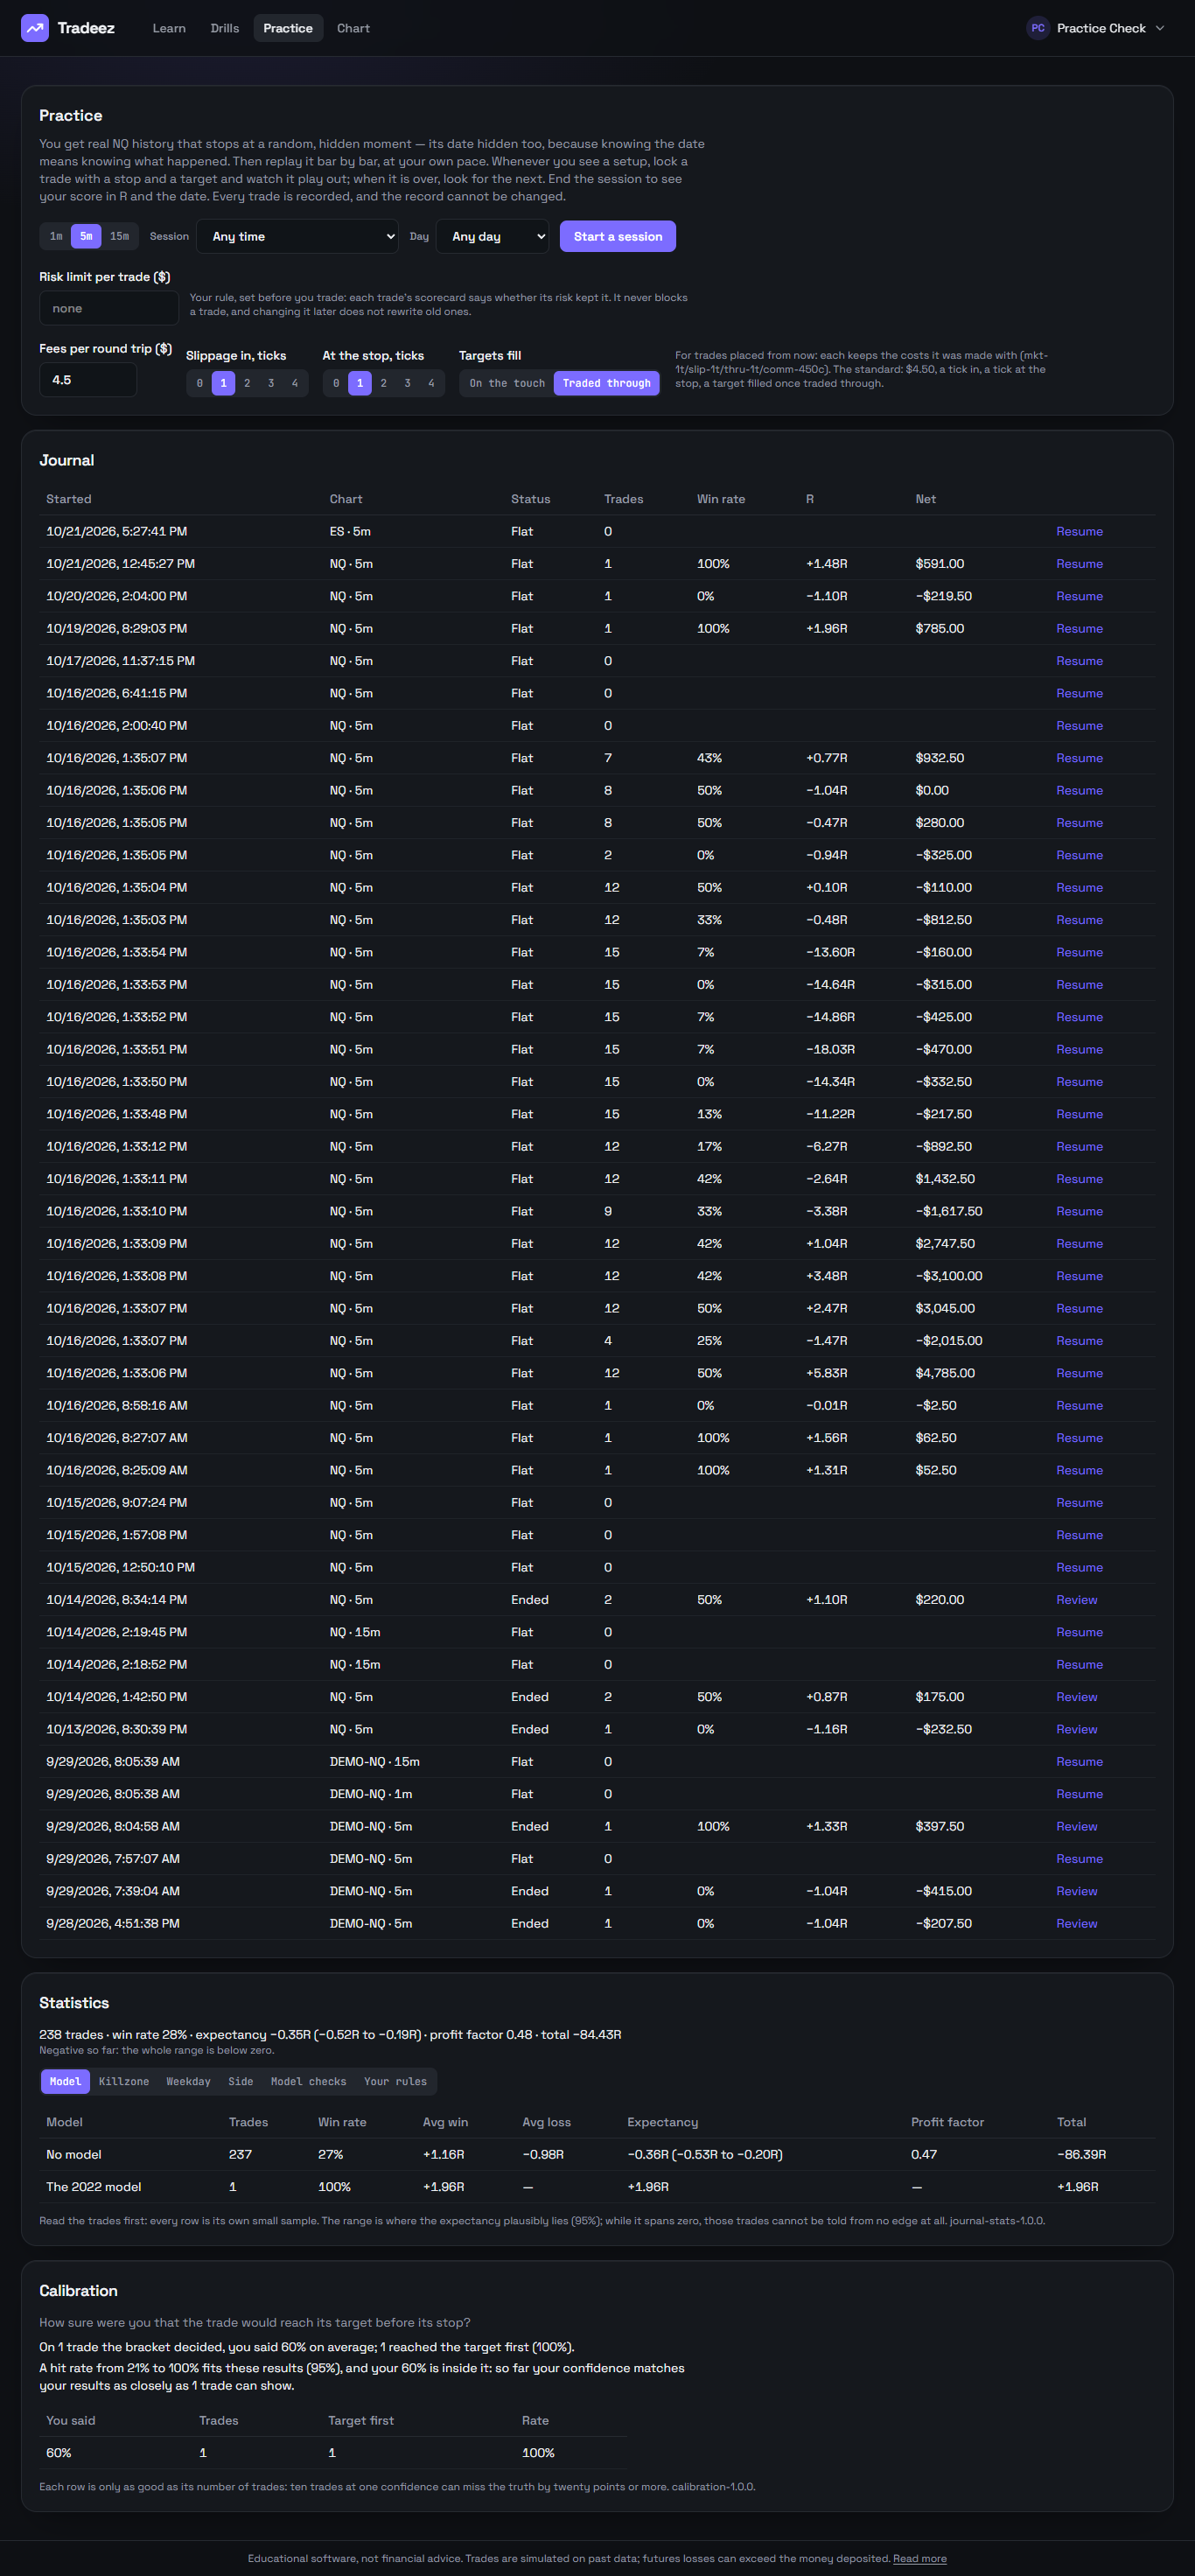 Tradeez Learn Drills Practice Chart PC Practice Check
Practice
You get real NQ history that stops at a random, hidden moment — its date hidden too, because knowing the date
means knowing what happened. Then replay it bar by bar, at your own pace. Whenever you see a setup, lock a
trade with a stop and a target and watch it play out; when it is over, look for the next. End the session to see
your score in R and the date. Every trade is recorded, and the record cannot be changed.
1m 5m 15m Session Any time Day Any day Start a session
Risk limit per trade ($)
none
Your rule, set before you trade: each trade's scorecard says whether its risk kept it. It never blocks
a trade, and changing it later does not rewrite old ones.
Fees per round trip ($) Slippage in, ticks At the stop, ticks Targets fill
4.5 0 1 2 3 4 0 1 2 3 4 On the touch Traded through
For trades placed from now: each keeps the costs it was made with (mkt-
1t/slip-1t/thru-1t/comm-450c). The standard: $4.50, a tick in, a tick at the
stop, a target filled once traded through.
Journal
Started Chart Status Trades Win rate R Net
10/21/2026, 5:27:41 PM ES · 5m Flat 0 Resume
10/21/2026, 12:45:27 PM NQ · 5m Flat 1 100% +1.48R $591.00 Resume
10/20/2026, 2:04:00 PM NQ · 5m Flat 1 0% −1.10R −$219.50 Resume
10/19/2026, 8:29:03 PM NQ · 5m Flat 1 100% +1.96R $785.00 Resume
10/17/2026, 11:37:15 PM NQ · 5m Flat 0 Resume
10/16/2026, 6:41:15 PM NQ · 5m Flat 0 Resume
10/16/2026, 2:00:40 PM NQ · 5m Flat 0 Resume
10/16/2026, 1:35:07 PM NQ · 5m Flat 7 43% +0.77R $932.50 Resume
10/16/2026, 1:35:06 PM NQ · 5m Flat 8 50% −1.04R $0.00 Resume
10/16/2026, 1:35:05 PM NQ · 5m Flat 8 50% −0.47R $280.00 Resume
10/16/2026, 1:35:05 PM NQ · 5m Flat 2 0% −0.94R −$325.00 Resume
10/16/2026, 1:35:04 PM NQ · 5m Flat 12 50% +0.10R −$110.00 Resume
10/16/2026, 1:35:03 PM NQ · 5m Flat 12 33% −0.48R −$812.50 Resume
10/16/2026, 1:33:54 PM NQ · 5m Flat 15 7% −13.60R −$160.00 Resume
10/16/2026, 1:33:53 PM NQ · 5m Flat 15 0% −14.64R −$315.00 Resume
10/16/2026, 1:33:52 PM NQ · 5m Flat 15 7% −14.86R −$425.00 Resume
10/16/2026, 1:33:51 PM NQ · 5m Flat 15 7% −18.03R −$470.00 Resume
10/16/2026, 1:33:50 PM NQ · 5m Flat 15 0% −14.34R −$332.50 Resume
10/16/2026, 1:33:48 PM NQ · 5m Flat 15 13% −11.22R −$217.50 Resume
10/16/2026, 1:33:12 PM NQ · 5m Flat 12 17% −6.27R −$892.50 Resume
10/16/2026, 1:33:11 PM NQ · 5m Flat 12 42% −2.64R $1,432.50 Resume
10/16/2026, 1:33:10 PM NQ · 5m Flat 9 33% −3.38R −$1,617.50 Resume
10/16/2026, 1:33:09 PM NQ · 5m Flat 12 42% +1.04R $2,747.50 Resume
10/16/2026, 1:33:08 PM NQ · 5m Flat 12 42% +3.48R −$3,100.00 Resume
10/16/2026, 1:33:07 PM NQ · 5m Flat 12 50% +2.47R $3,045.00 Resume
10/16/2026, 1:33:07 PM NQ · 5m Flat 4 25% −1.47R −$2,015.00 Resume
10/16/2026, 1:33:06 PM NQ · 5m Flat 12 50% +5.83R $4,785.00 Resume
10/16/2026, 8:58:16 AM NQ · 5m Flat 1 0% −0.01R −$2.50 Resume
10/16/2026, 8:27:07 AM NQ · 5m Flat 1 100% +1.56R $62.50 Resume
10/16/2026, 8:25:09 AM NQ · 5m Flat 1 100% +1.31R $52.50 Resume
10/15/2026, 9:07:24 PM NQ · 5m Flat 0 Resume
10/15/2026, 1:57:08 PM NQ · 5m Flat 0 Resume
10/15/2026, 12:50:10 PM NQ · 5m Flat 0 Resume
10/14/2026, 8:34:14 PM NQ · 5m Ended 2 50% +1.10R $220.00 Review
10/14/2026, 2:19:45 PM NQ · 15m Flat 0 Resume
10/14/2026, 2:18:52 PM NQ · 15m Flat 0 Resume
10/14/2026, 1:42:50 PM NQ · 5m Ended 2 50% +0.87R $175.00 Review
10/13/2026, 8:30:39 PM NQ · 5m Ended 1 0% −1.16R −$232.50 Review
9/29/2026, 8:05:39 AM DEMO-NQ · 15m Flat 0 Resume
9/29/2026, 8:05:38 AM DEMO-NQ · 1m Flat 0 Resume
9/29/2026, 8:04:58 AM DEMO-NQ · 5m Ended 1 100% +1.33R $397.50 Review
9/29/2026, 7:57:07 AM DEMO-NQ · 5m Flat 0 Resume
9/29/2026, 7:39:04 AM DEMO-NQ · 5m Ended 1 0% −1.04R −$415.00 Review
9/28/2026, 4:51:38 PM DEMO-NQ · 5m Ended 1 0% −1.04R −$207.50 Review
Statistics
238 trades · win rate 28% · expectancy −0.35R (−0.52R to −0.19R) · profit factor 0.48 · total −84.43R
Negative so far: the whole range is below zero.
Model Killzone Weekday Side Model checks Your rules
Model Trades Win rate Avg win Avg loss Expectancy Profit factor Total
No model 237 27% +1.16R −0.98R −0.36R (−0.53R to −0.20R) 0.47 −86.39R
The 2022 model 1 100% +1.96R — +1.96R — +1.96R
Read the trades first: every row is its own small sample. The range is where the expectancy plausibly lies (95%); while it spans zero, those trades cannot be told from no edge at all. journal-stats-1.0.0.
Calibration
How sure were you that the trade would reach its target before its stop?
On 1 trade the bracket decided, you said 60% on average; 1 reached the target first (100%).
A hit rate from 21% to 100% fits these results (95%), and your 60% is inside it: so far your confidence matches
your results as closely as 1 trade can show.
You said Trades Target first Rate
60% 1 1 100%
Each row is only as good as its number of trades: ten trades at one confidence can miss the truth by twenty points or more. calibration-1.0.0.
Educational software, not financial advice. Trades are simulated on past data; futures losses can exceed the money deposited. Read more